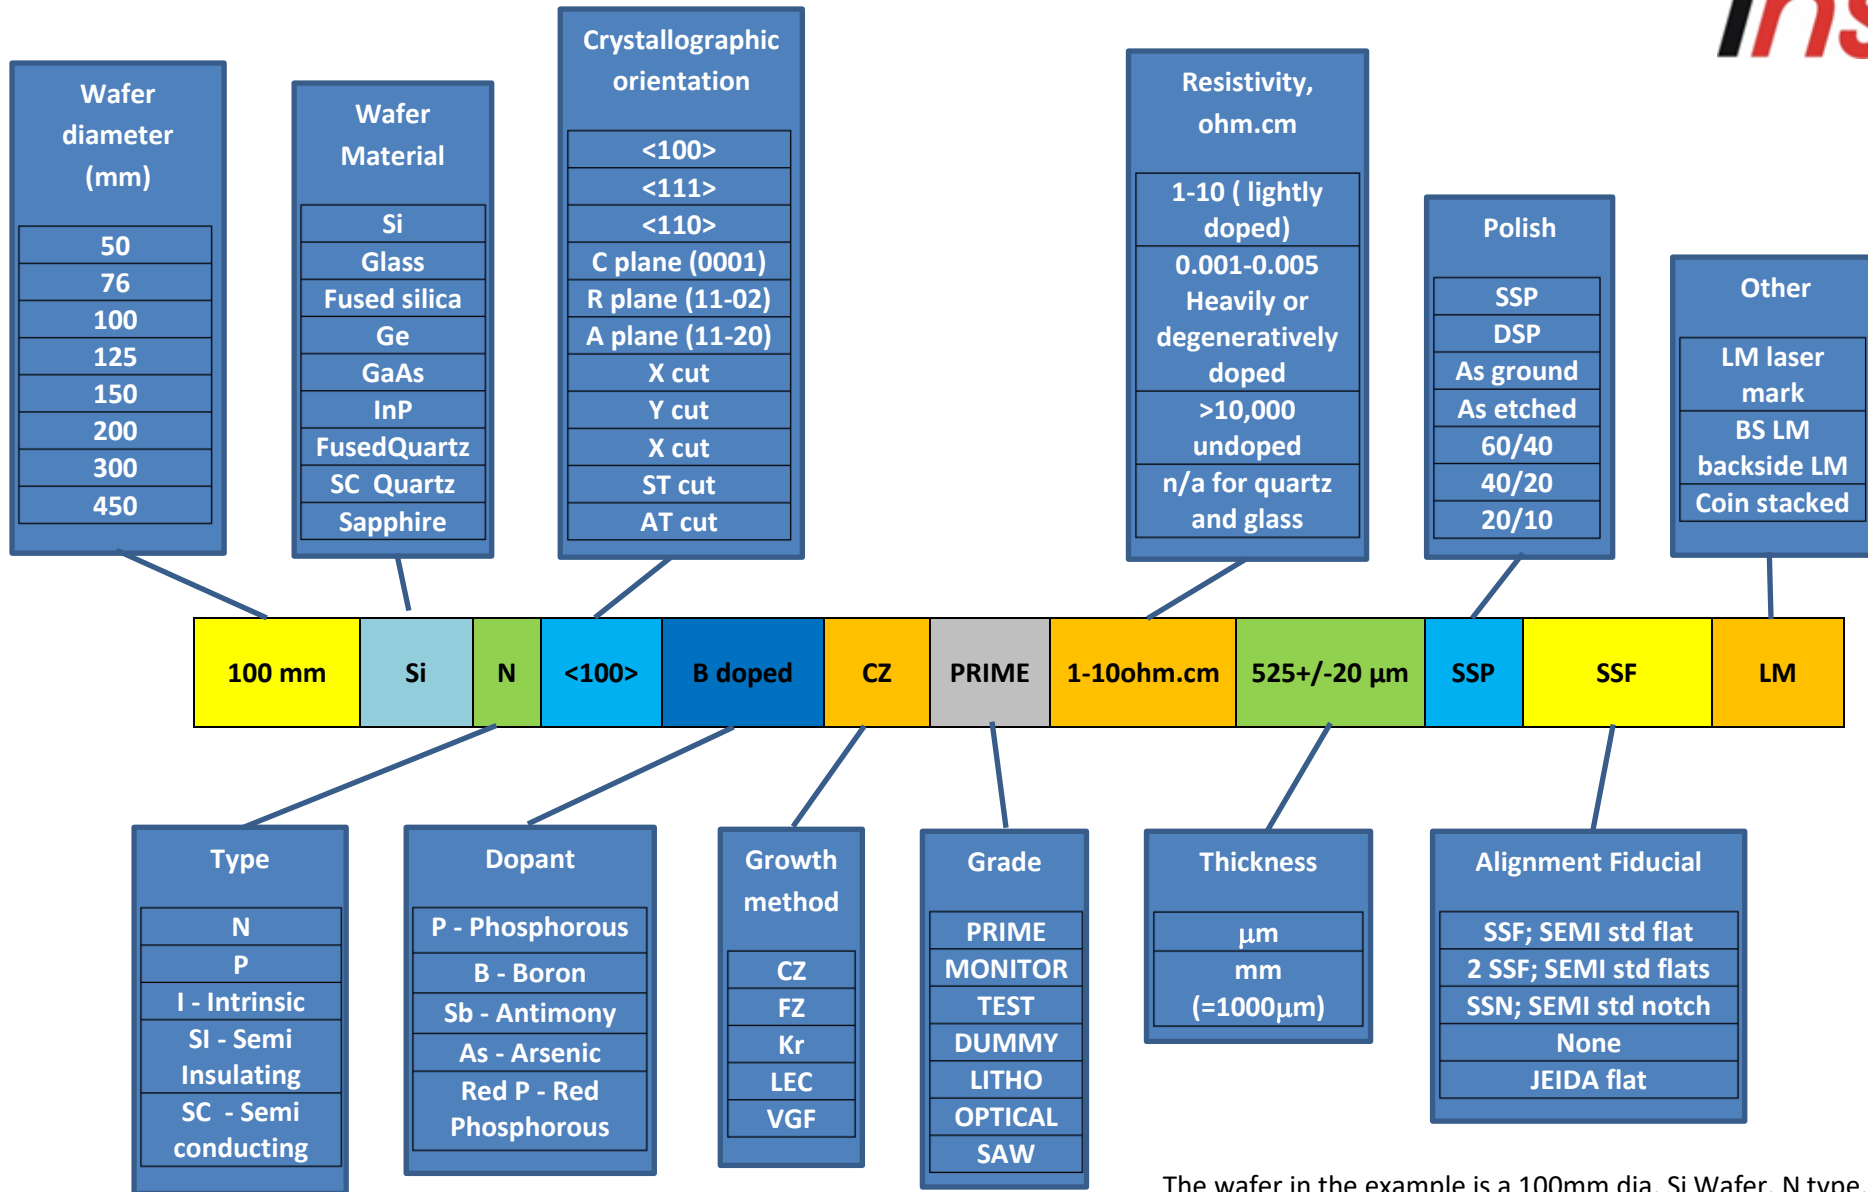 ins
Wafer
diameter
(mm)
50
76
100
125
150
200
300
450
Wafer
Material
Si
Glass
Fused silica
Ge
GaAs
InP
FusedQuartz
SC Quartz
Sapphire
Crystallographic
orientation
<100>
<111>
<110>
C plane (0001)
R plane (11-02)
A plane (11-20)
X cut
Y cut
X cut
ST cut
AT cut
Resistivity,
ohm.cm
1-10 ( lightly
doped)
0.001-0.005
Heavily or
degeneratively
doped
>10,000
undoped
n/a for quartz
and glass
Polish
SSP
DSP
As ground
As etched
60/40
40/20
20/10
Other
LM laser
mark
BS LM
backside LM
Coin stacked
100 mm Si N <100> B doped CZ PRIME 1-10ohm.cm 525+/-20 µm SSP SSF LM
Type
N
P
I - Intrinsic
SI - Semi
Insulating
SC - Semi
conducting
Dopant
P - Phosphorous
B - Boron
Sb - Antimony
As - Arsenic
Red P - Red
Phosphorous
Growth
method
CZ
FZ
Kr
LEC
VGF
Grade
PRIME
MONITOR
TEST
DUMMY
LITHO
OPTICAL
SAW
Thickness
µm
mm
(=1000µm)
Alignment Fiducial
SSF; SEMI std flat
2 SSF; SEMI std flats
SSN; SEMI std notch
None
JEIDA flat
The wafer in the example is a 100mm dia. Si Wafer, N type